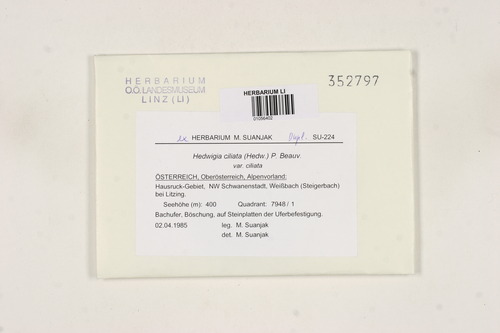 HERBARIUM
O.Ö. LANDESMUSEUM
LINZ (LI)
HERBARIUM LI
352797
ex HERBARIUM M. SUANJAK Dupl. SU-224
Hedwigia ciliata (Hedw.) P. Beauv.
var. ciliata
ÖSTERREICH, Oberösterreich, Alpenvorland:
Hausruck-Gebiet, NW Schwanenstadt, Weißbach (Steigerbach)
bei Litzing.
Seehöhe (m): 400 Quadrant: 7948 / 1
Bachufer, Böschung, auf Steinplatten der Uferbefestigung.
02.04.1985 leg. M. Suanjak
det. M. Suanjak